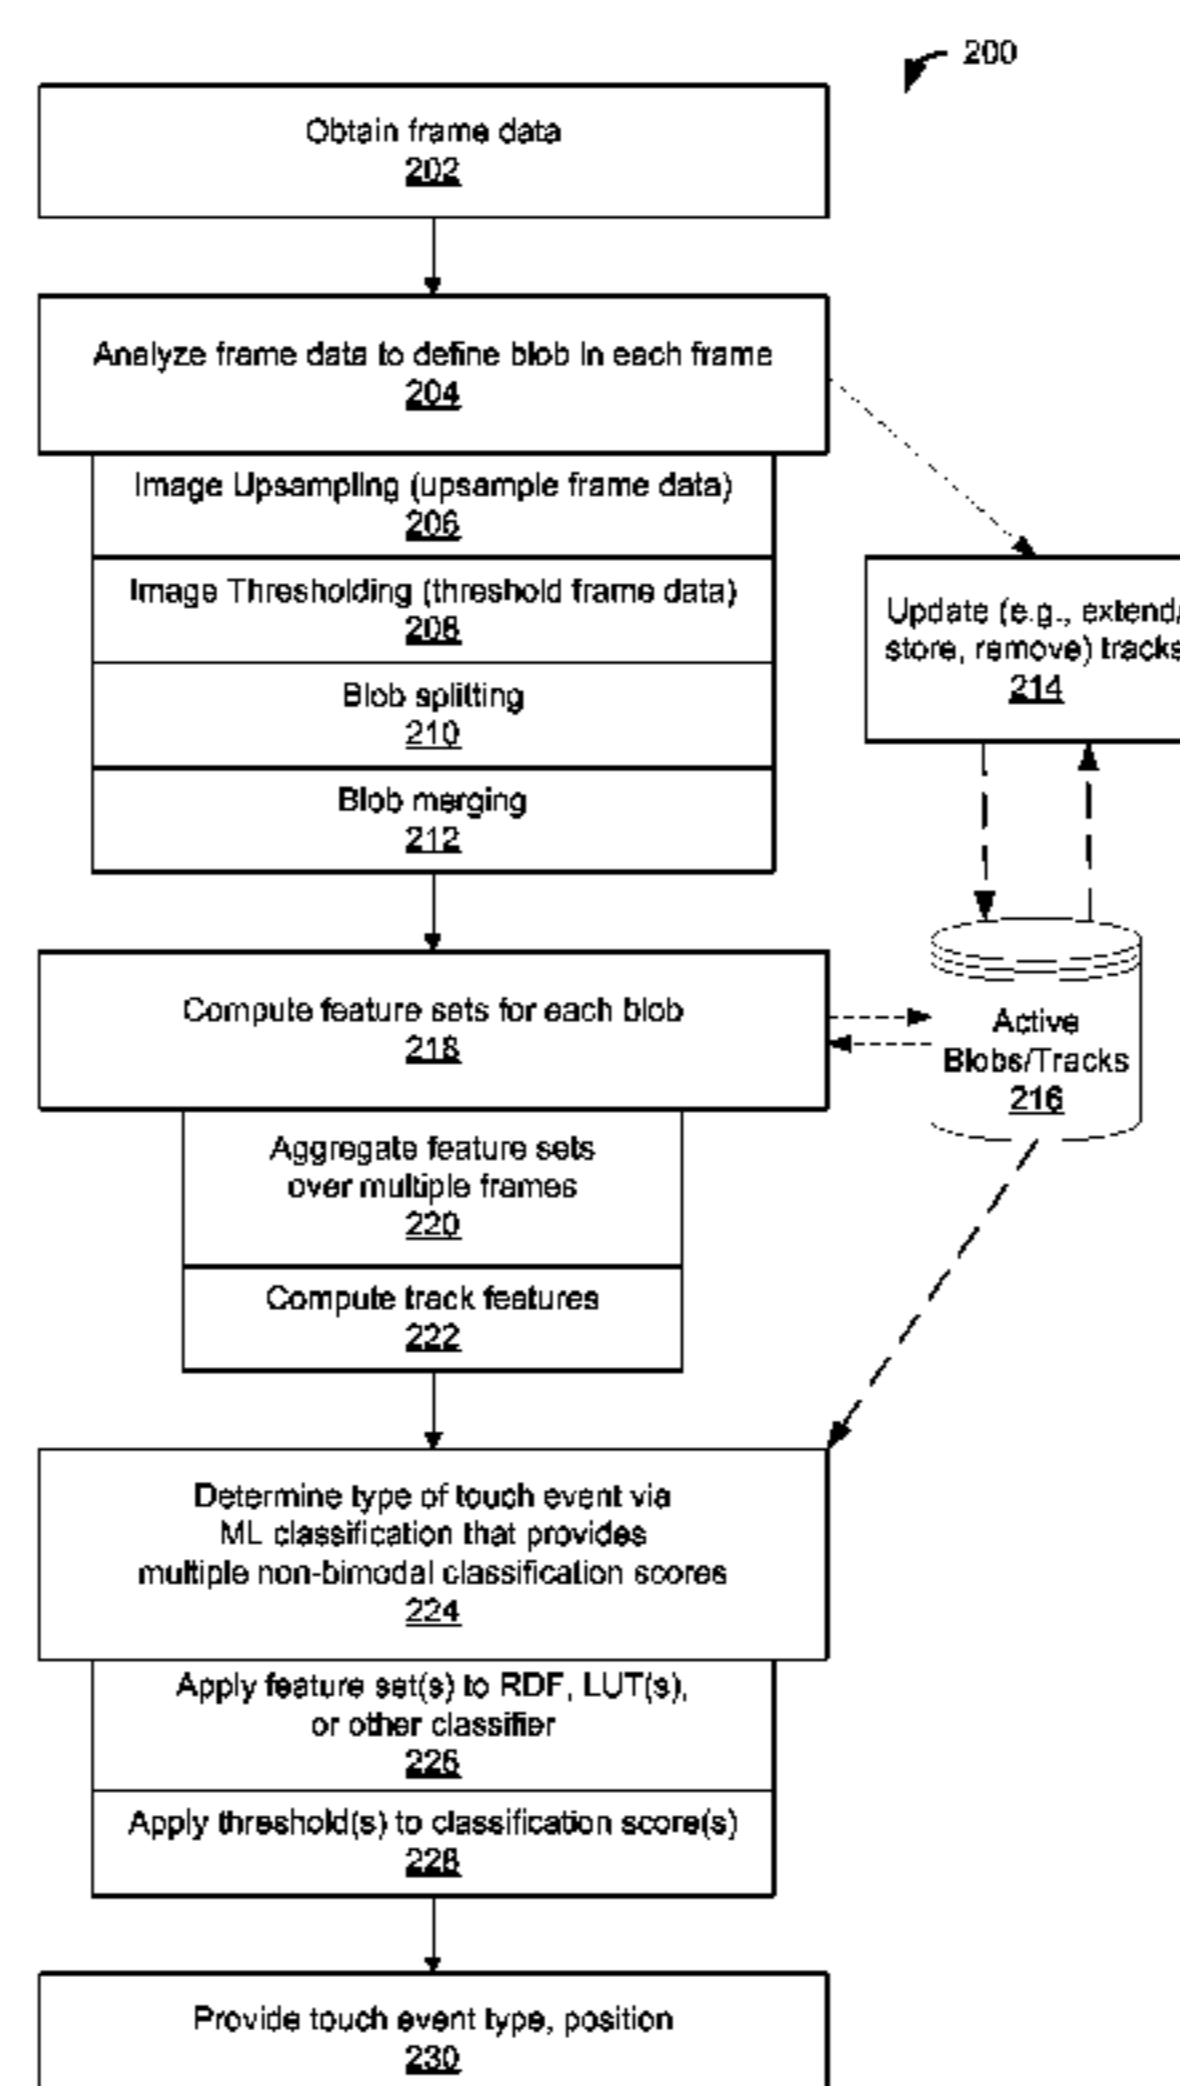 200
Obtain frame data
202
Analyze frame data to define blob in each frame
204
Image Upsampling (upsample frame data)
206
Image Thresholding (threshold frame data)
208
Blob splitting
210
Blob merging
212
Update (e.g., extend/
store, remove) tracks
214
Compute feature sets for each blob
218
Active
Blobs/Tracks
216
Aggregate feature sets
over multiple frames
220
Compute track features
222
Determine type of touch event via
ML classification that provides
multiple non-bimodal classification scores
224
Apply feature set(s) to RDF, LUT(s),
or other classifier
226
Apply threshold(s) to classification score(s)
228
Provide touch event type, position
230